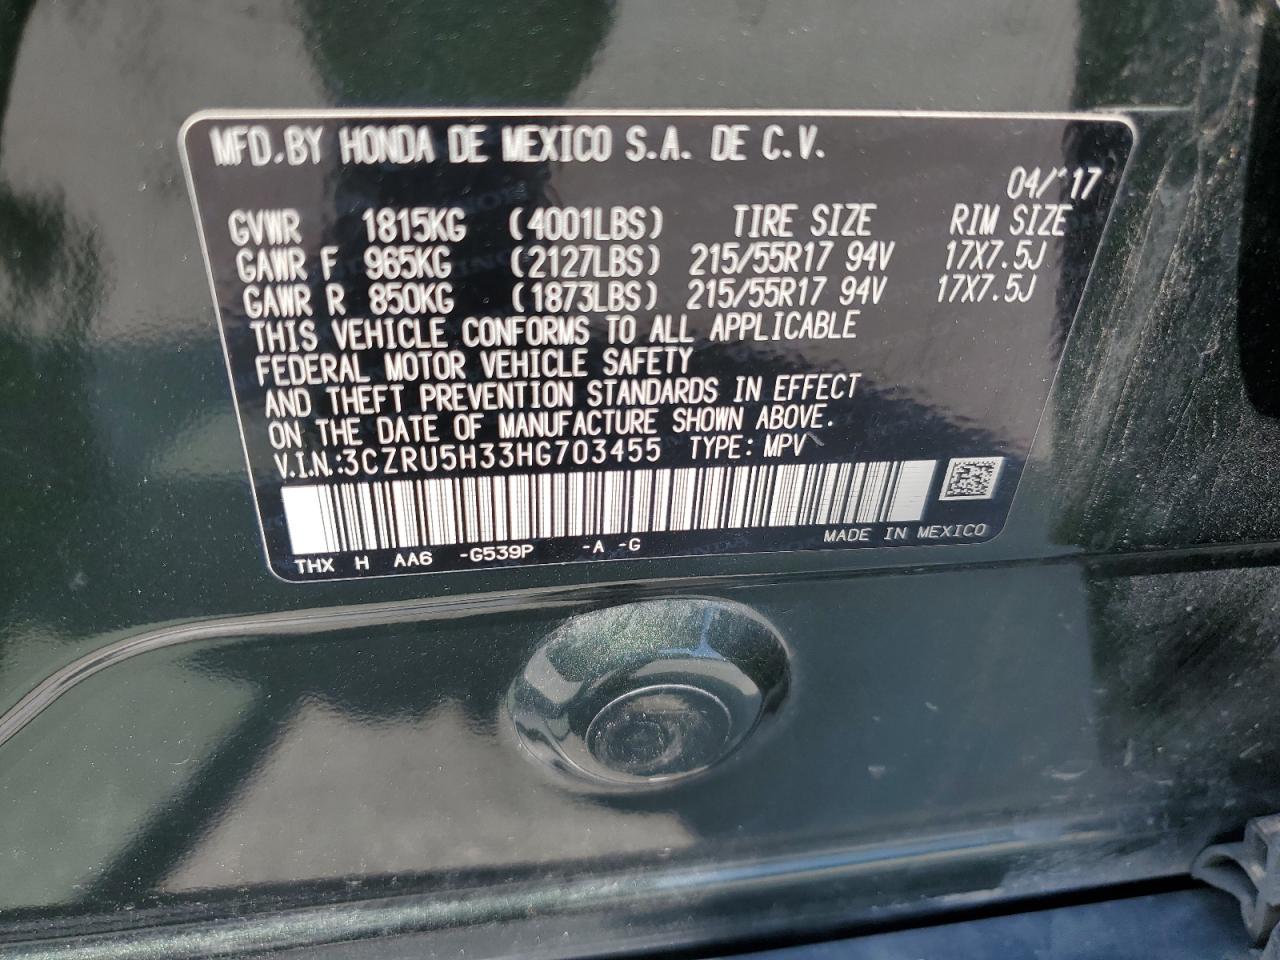 MFD.BY HONDA DE MEXICO S.A. DE C.V.
04/'17
GVWR 1815KG (4001LBS) TIRE SIZE RIM SIZE
GAWR F 965KG (2127LBS) 215/55R17 94V 17X7.5J
GAWR R 850KG (1873LBS) 215/55R17 94V 17X7.5J
THIS VEHICLE CONFORMS TO ALL APPLICABLE
FEDERAL MOTOR VEHICLE SAFETY
AND THEFT PREVENTION STANDARDS IN EFFECT
ON THE DATE OF MANUFACTURE SHOWN ABOVE.
V.I.N.:3CZRU5H33HG703455 TYPE: MPV
MADE IN MEXICO
THX H AA6 -G539P -A -G